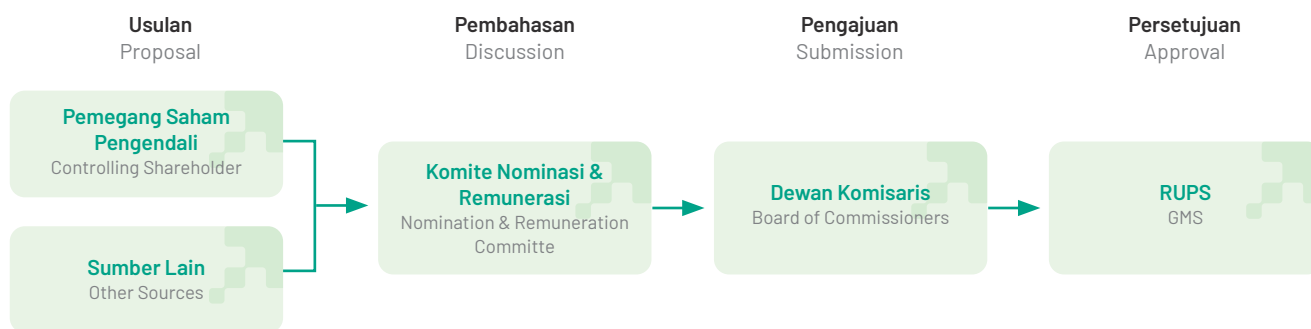 Usulan
Proposal
Pembahasan
Discussion
Pengajuan
Submission
Persetujuan
Approval
Pemegang Saham
Pengendali
Controlling Shareholder
Sumber Lain
Other Sources
Komite Nominasi &
Remunerasi
Nomination & Remuneration
Committe
Dewan Komisaris
Board of Commissioners
RUPS
GMS